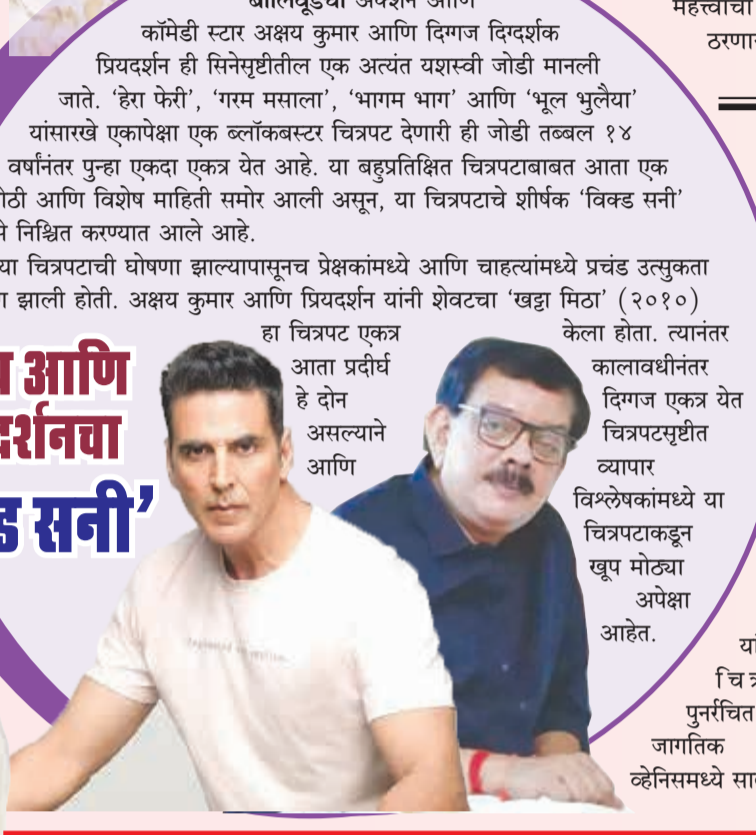 कॉमेडी स्टार अक्षय कुमार आणि दिग्गज दिग्दर्शक
प्रियदर्शन ही सिनेसृष्टीतील एक अत्यंत यशस्वी जोडी मानली
जाते. ‘हेरा फेरी’, ‘गरम मसाला’, ‘भागम भाग’ आणि ‘भूल भुलैया’
यांसारखे एकापेक्षा एक ब्लॉकबस्टर चित्रपट देणारी ही जोडी तब्बल १४
वर्षांनंतर पुन्हा एकदा एकत्र येत आहे. या बहुप्रतिक्षित चित्रपटाबाबत आता एक
आणि विशेष माहिती समोर आली असून, या चित्रपटाचे शीर्षक ‘विक्ड सनी’
निश्चित करण्यात आले आहे.
या चित्रपटाची घोषणा झाल्यापासूनच प्रेक्षकांमध्ये आणि चाहत्यांमध्ये प्रचंड उत्सुकता
झाली होती. अक्षय कुमार आणि प्रियदर्शन यांनी शेवटचा ‘खट्टा मिठा’ (२०१०)
हा चित्रपट एकत्र केला होता. त्यानंतर
आता प्रदीर्घ कालावधीनंतर
हे दोन दिग्गज एकत्र येत
असल्याने चित्रपटसृष्टीत
आणि व्यापार
विश्लेषकांमध्ये या
चित्रपटाकडून
खूप मोठ्या
अपेक्षा
आहेत.
आणि
सनी’
महत्त्वाचा
पुनर्रचित
जागतिक
व्हेनिसमध्ये